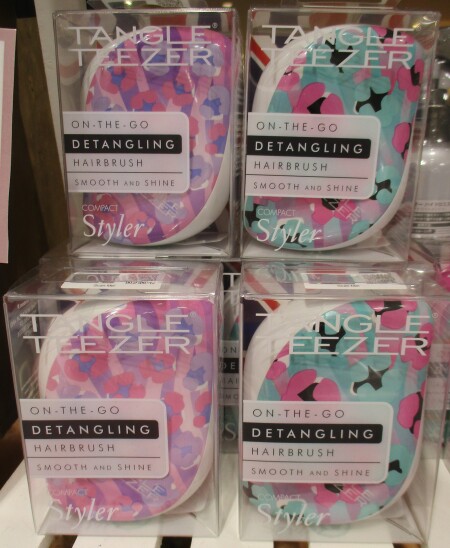 TANGLE
TEEZER®
ON-THE-GO
DETANGLING
HAIRBRUSH
SMOOTH AND SHINE
COMPACT
Styler
TANGLE
TEEZER
ON-THE-GO
DETANGLING
HAIRBRUSH
SMOOTH AND SHINE
COMPACT
Styler
TANGLE
TEEZER
ON-THE-GO
DETANGLING
HAIRBRUSH
SMOOTH AND SHINE
COMPACT
Styler
TANGLE
TEEZER
ON-THE-GO
DETANGLING
HAIRBRUSH
SMOOTH AND SHINE
COMPACT
Styler